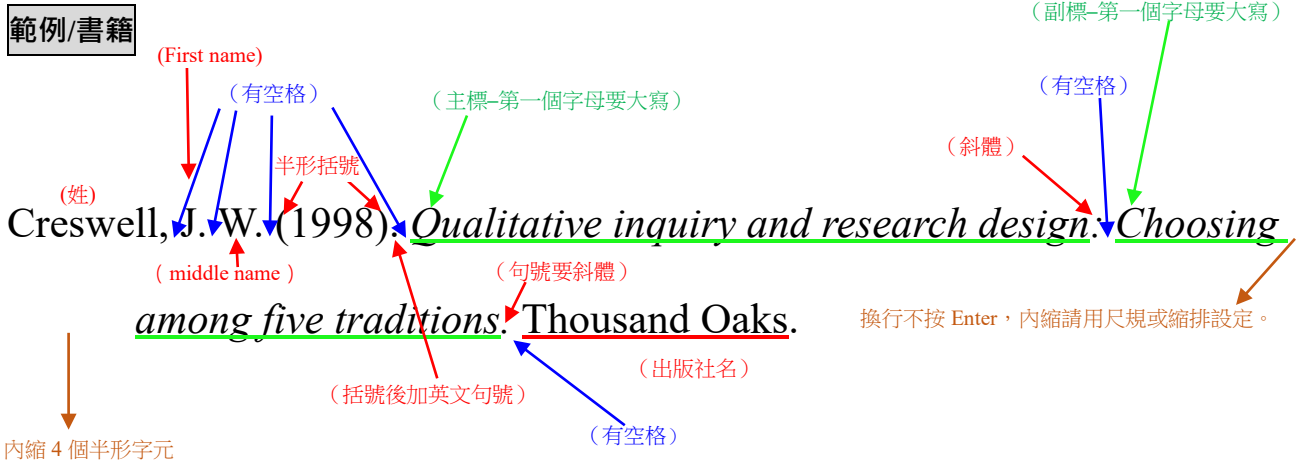 (副標–第一個字母要大寫)
範例/書籍
(First name)
(有空格)
(主標–第一個字母要大寫)
(有空格)
(斜體)
半形括號
(姓)
Creswell, J. W. (1998). Qualitative inquiry and research design: Choosing
( middle name )
(句號要斜體)
among five traditions. Thousand Oaks.
換行不按 Enter，內縮請用尺規或縮排設定。
(出版社名)
(括號後加英文句號)
(有空格)
內縮 4 個半形字元